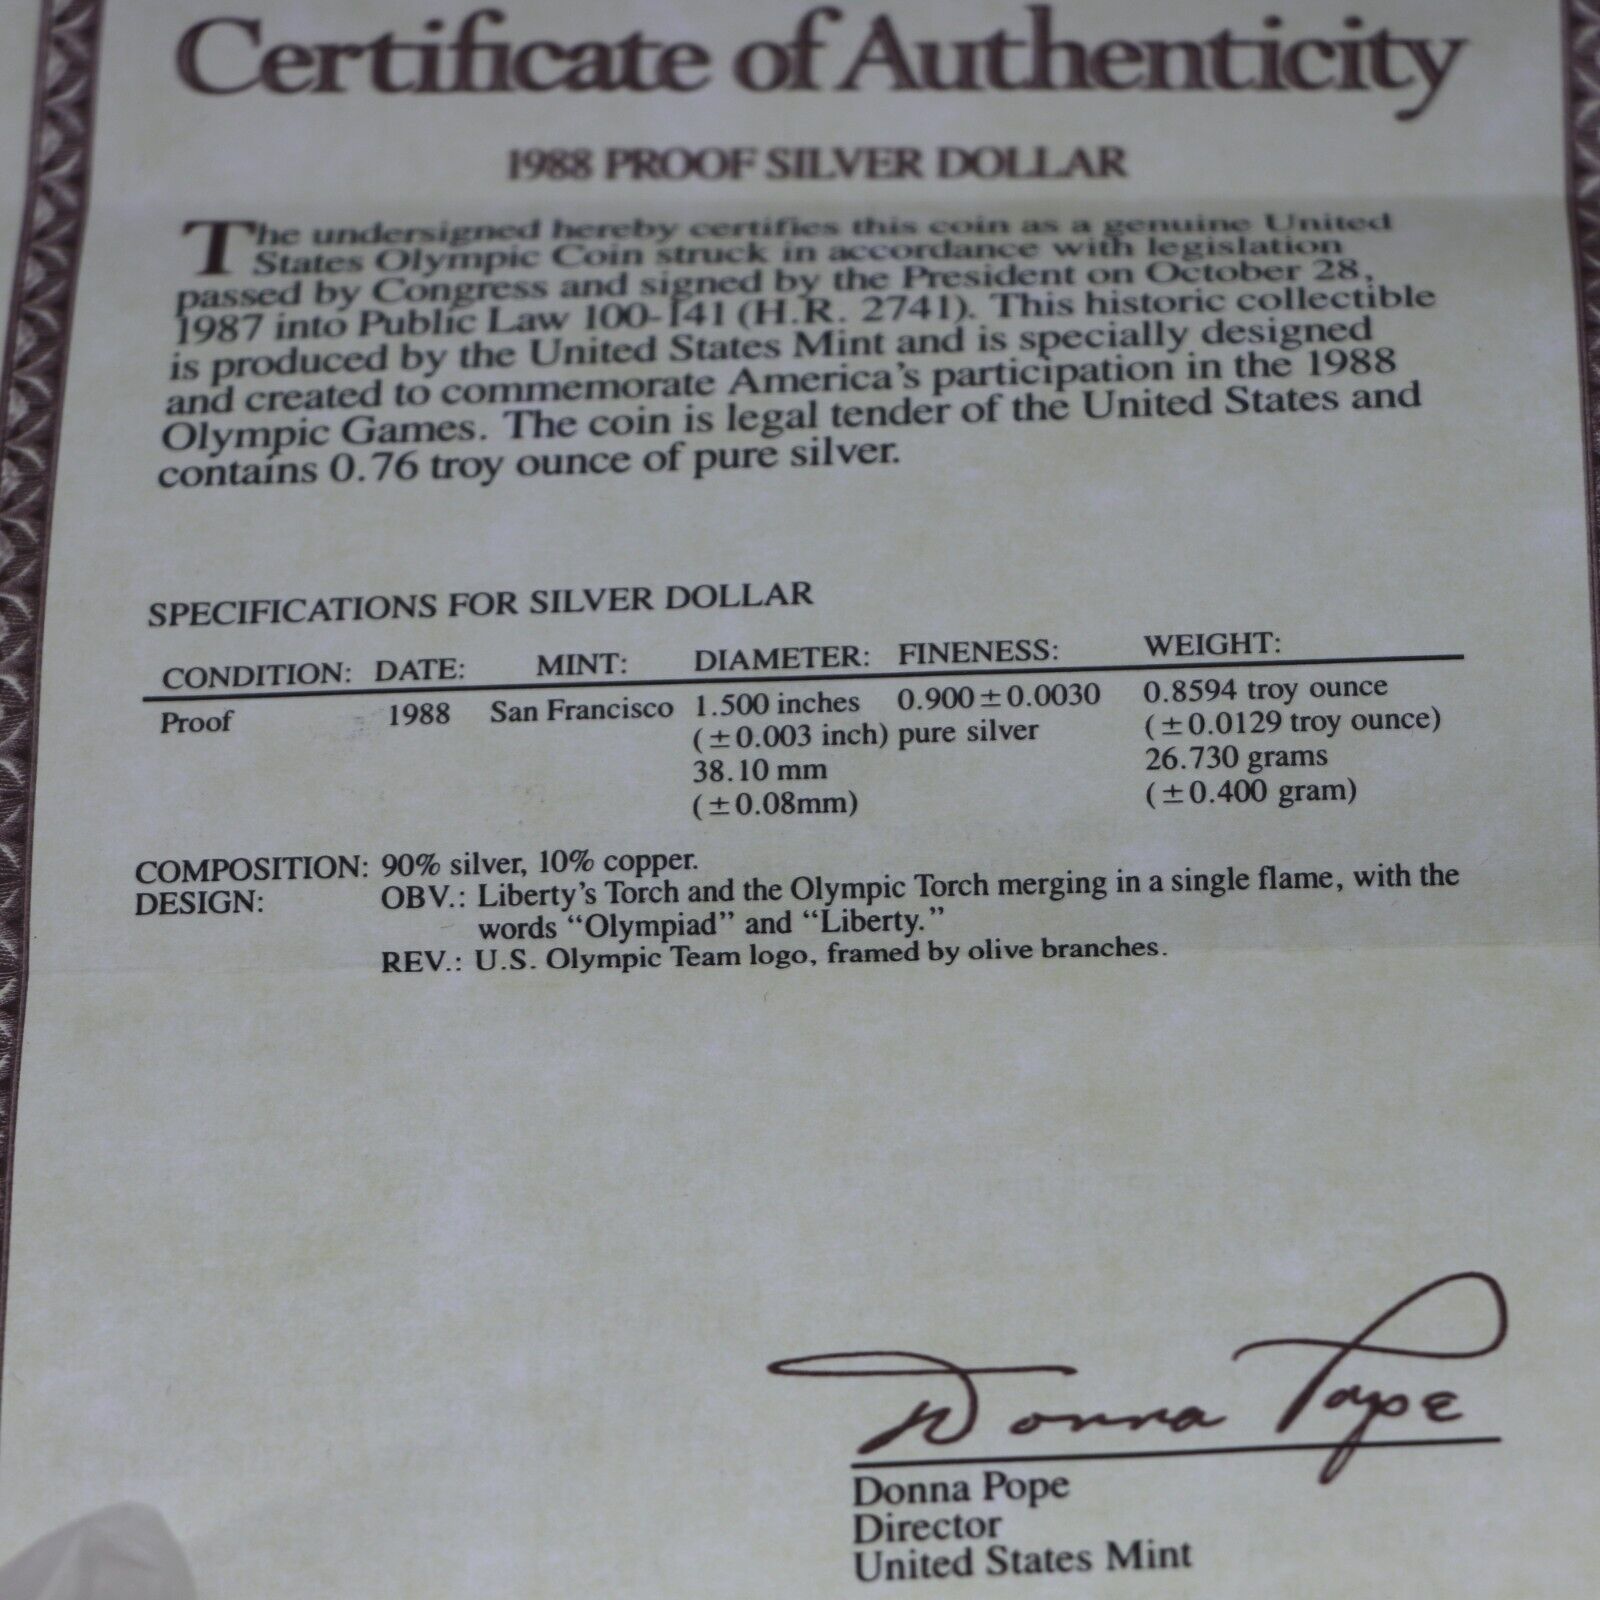 Certificate of Authenticity
1988 PROOF SILVER DOLLAR
The undersigned hereby certifies this coin as a genuine United
States Olympic Coin struck in accordance with legislation
passed by Congress and signed by the President on October 28,
1987 into Public Law 100-141 (H.R. 2741). This historic collectible
is produced by the United States Mint and is specially designed
and created to commemorate America's participation in the 1988
Olympic Games. The coin is legal tender of the United States and
contains 0.76 troy ounce of pure silver.
SPECIFICATIONS FOR SILVER DOLLAR
CONDITION: DATE: MINT: DIAMETER: FINENESS: WEIGHT:
Proof 1988 San Francisco 1.500 inches 0.900±0.0030 0.8594 troy ounce
(±0.003 inch) pure silver (±0.0129 troy ounce)
38.10 mm 26.730 grams
(±0.08mm) (±0.400 gram)
COMPOSITION: 90% silver, 10% copper.
DESIGN: OBV.: Liberty's Torch and the Olympic Torch merging in a single flame, with the
words "Olympiad" and "Liberty."
REV.: U.S. Olympic Team logo, framed by olive branches.
Donna Pope
Donna Pope
Director
United States Mint